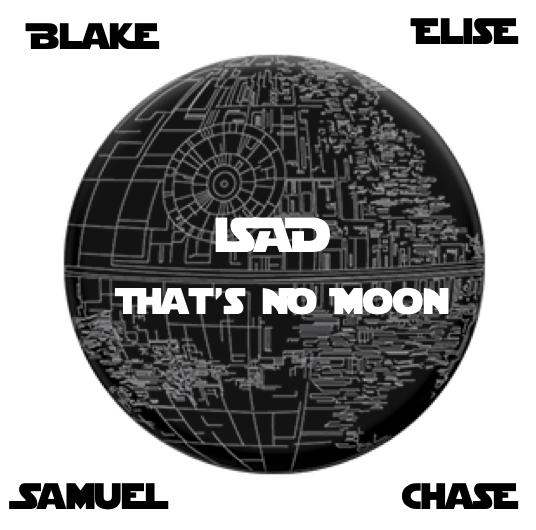 BLAKE
ELISE
LSAD
THAT'S NO MOON
SAMUEL
CHASE